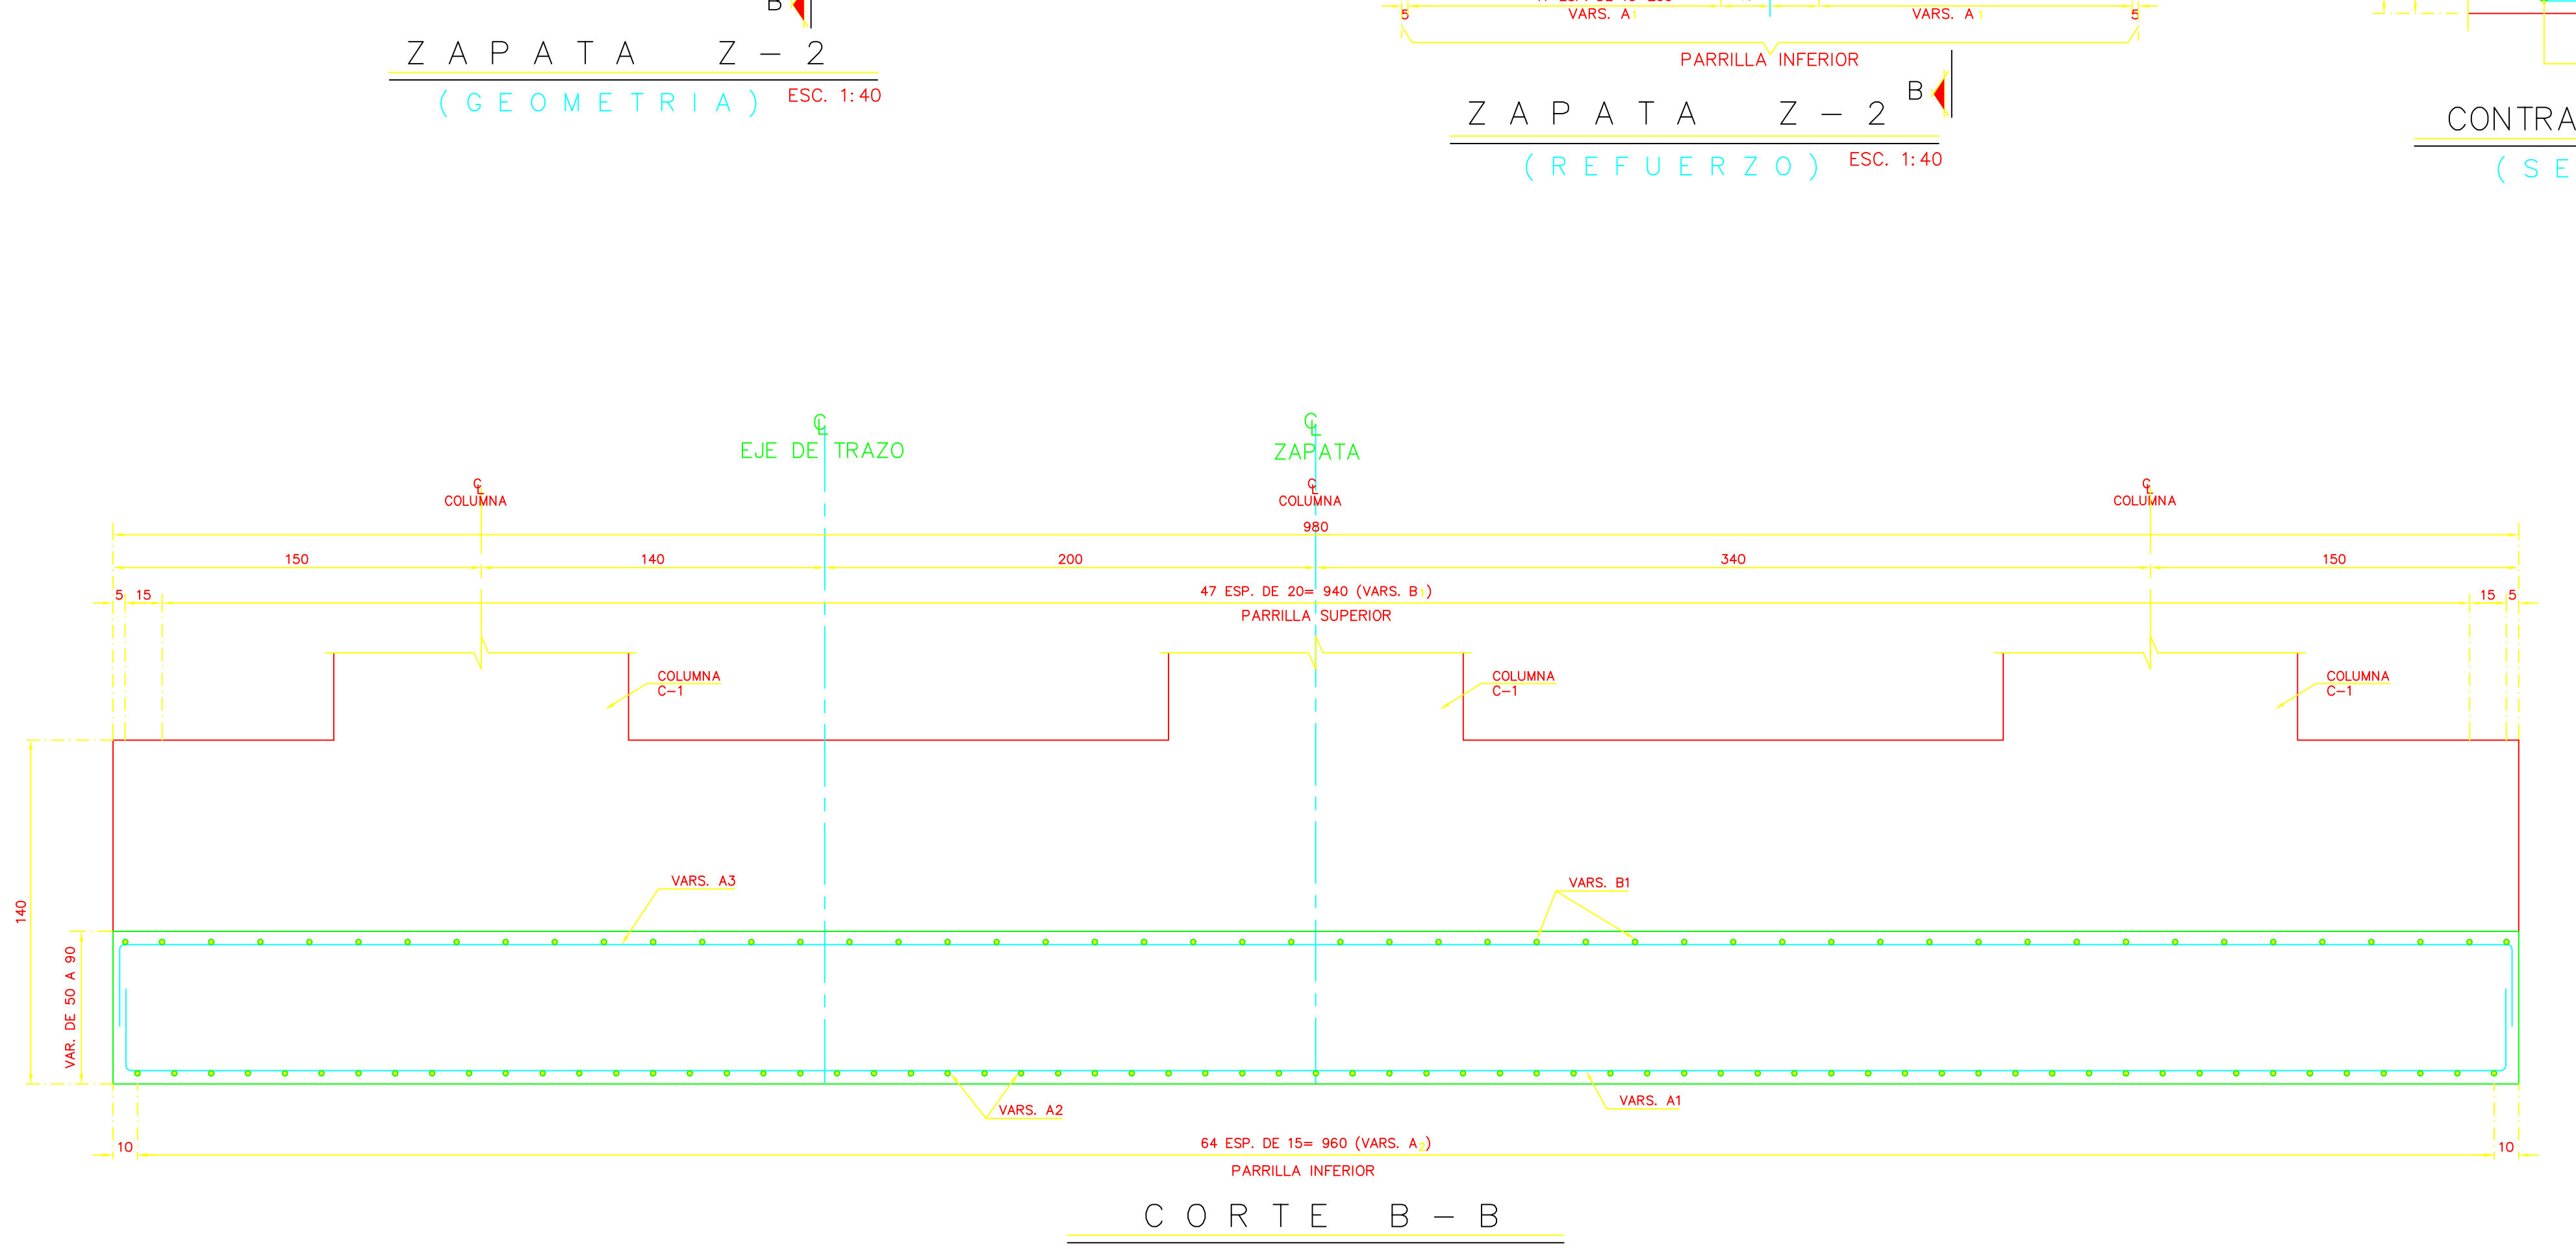 B
ZAPATA Z-2
(GEOMETRIA) ESC. 1:40
5 VARS. A1 VARS. A1 5
PARRILLA INFERIOR
B
ZAPATA Z-2
(REFUERZO) ESC. 1:40
CONTRA
(SE
℄ ℄
EJE DE TRAZO ZAPATA
℄ ℄ ℄
COLUMNA COLUMNA COLUMNA
980
150 140 200 340 150
5 15 47 ESP. DE 20= 940 (VARS. B1) 15 5
PARRILLA SUPERIOR
COLUMNA COLUMNA COLUMNA
C-1 C-1 C-1
VARS. A3 VARS. B1
140
VAR. DE 50 A 90
VARS. A2 VARS. A1
10 64 ESP. DE 15= 960 (VARS. A2) 10
PARRILLA INFERIOR
CORTE B-B